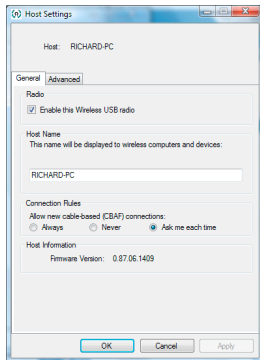 Host Settings
Host: RICHARD-PC
General Advanced
Radio
Enable this Wireless USB radio
Host Name
This name will be displayed to wireless computers and devices:
RICHARD-PC
Connection Rules
Allow new cable-based (CBAF) connections:
Always Never Ask me each time
Host Information
Firmware Version: 0.87.06.1409
OK Cancel Apply